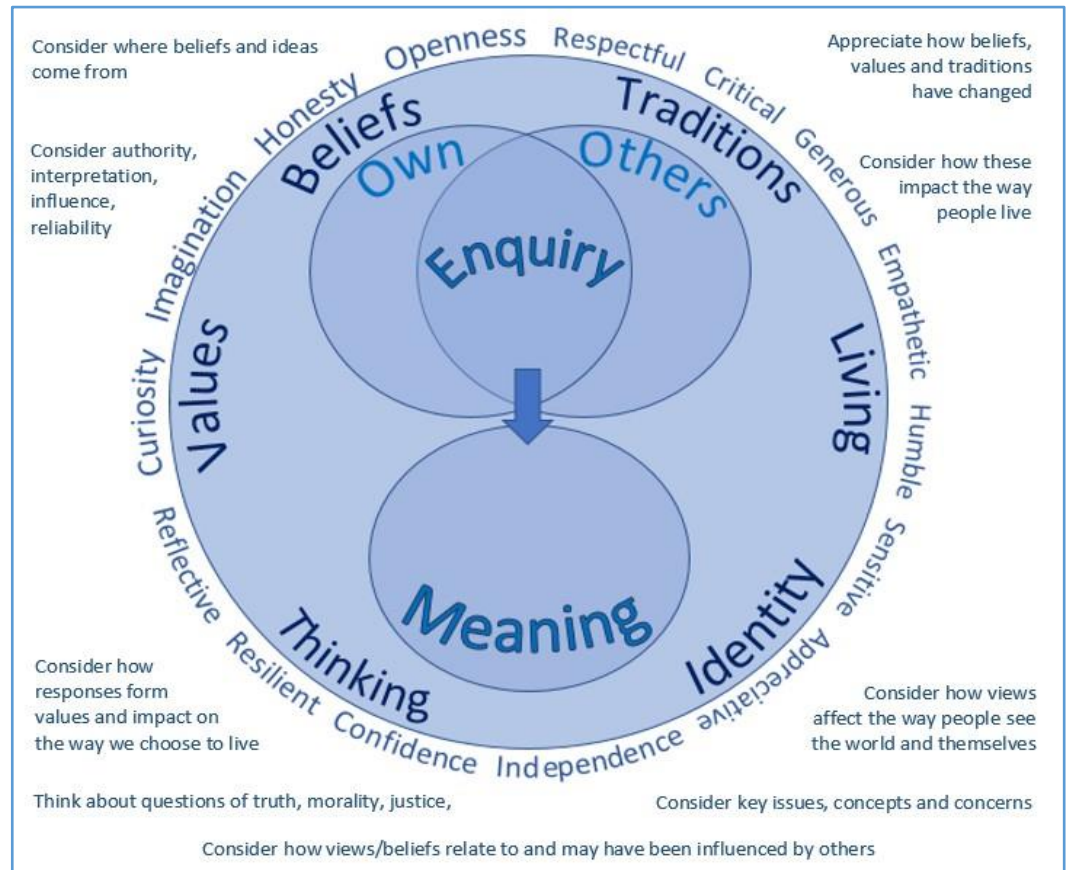 Consider where beliefs and ideas
come from
Consider authority,
interpretation,
influence,
reliability
Appreciate how beliefs,
values and traditions
have changed
Consider how these
impact the way
people live
Curiosity Imagination Honesty Openness Respectful Critical Generous Empathetic Humble Sensitive Appreciative
Reflective Resilient Confidence Independence
Beliefs
Traditions
Own
Others
Enquiry
Values
Living
Meaning
Thinking
Identity
Consider how
responses form
values and impact on
the way we choose to live
Consider how views
affect the way people see
the world and themselves
Think about questions of truth, morality, justice,
Consider key issues, concepts and concerns
Consider how views/beliefs relate to and may have been influenced by others